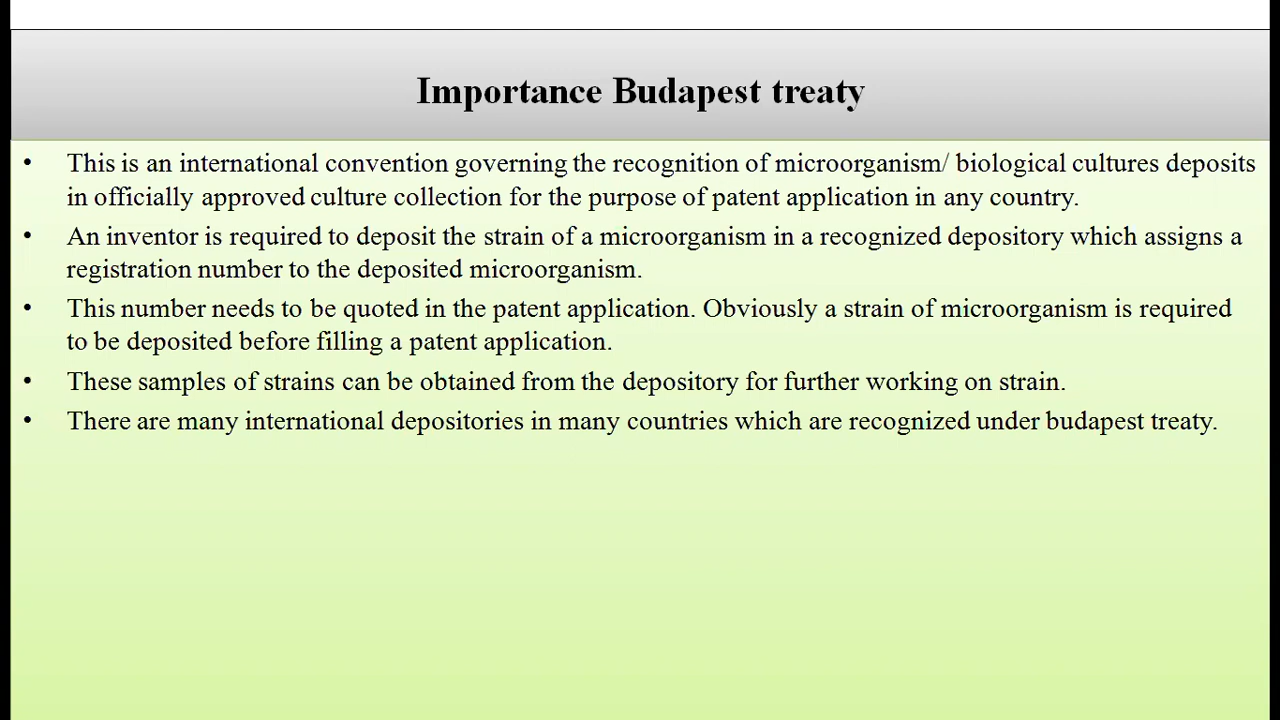 Importance Budapest treaty
• This is an international convention governing the recognition of microorganism/ biological cultures deposits
in officially approved culture collection for the purpose of patent application in any country.
• An inventor is required to deposit the strain of a microorganism in a recognized depository which assigns a
registration number to the deposited microorganism.
• This number needs to be quoted in the patent application. Obviously a strain of microorganism is required
to be deposited before filling a patent application.
• These samples of strains can be obtained from the depository for further working on strain.
• There are many international depositories in many countries which are recognized under budapest treaty.